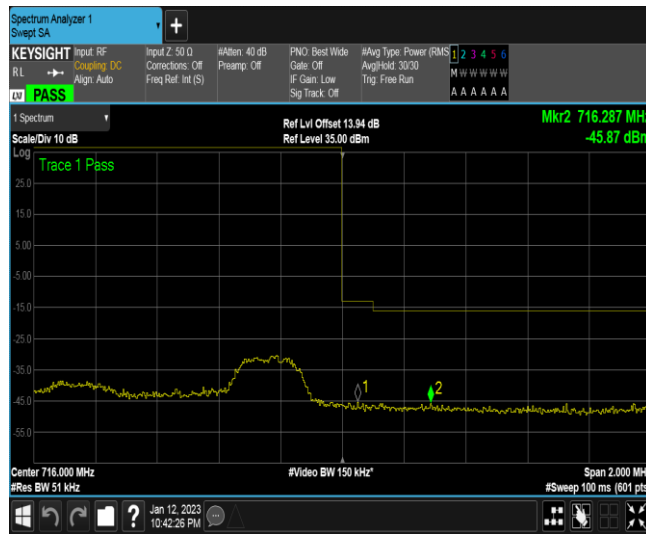 Spectrum Analyzer 1
Swept SA
+
KEYSIGHT
RL
LXI PASS
Input: RF
Coupling: DC
Align: Auto
Input Z: 50 Ω
Corrections: Off
Freq Ref: Int (S)
#Atten: 40 dB
Preamp: Off
PNO: Best Wide
Gate: Off
IF Gain: Low
Sig Track: Off
#Avg Type: Power (RMS
Avg|Hold: 30/30
Trig: Free Run
1 2 3 4 5 6
M W W W W W
A A A A A A
1 Spectrum
Scale/Div 10 dB
Ref Lvl Offset 13.94 dB
Ref Level 35.00 dBm
Mkr2 716.287 MHz
-45.87 dBm
Log
Trace 1 Pass
25.0
15.0
5.00
-5.00
-15.0
-25.0
-35.0
-45.0
-55.0
1
2
Center 716.000 MHz
#Res BW 51 kHz
#Video BW 150 kHz*
Span 2.000 MH
#Sweep 100 ms (601 pts
?
Jan 12, 2023
10:42:26 PM